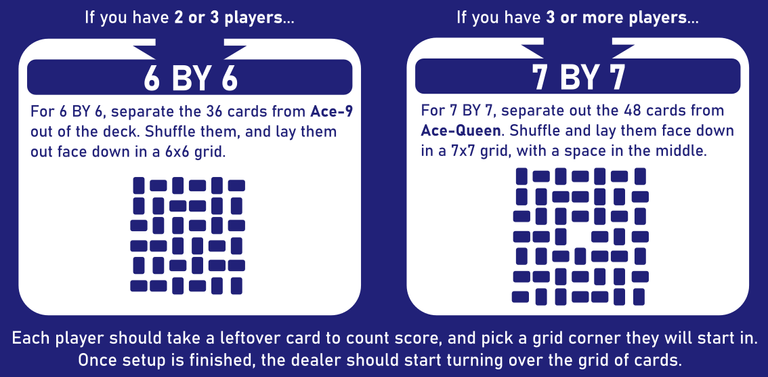 If you have 2 or 3 players...
6 BY 6
For 6 BY 6, separate the 36 cards from Ace-9
out of the deck. Shuffle them, and lay them
out face down in a 6x6 grid.
If you have 3 or more players...
7 BY 7
For 7 BY 7, separate out the 48 cards from
Ace-Queen. Shuffle and lay them face down
in a 7x7 grid, with a space in the middle.
Each player should take a leftover card to count score, and pick a grid corner they will start in.
Once setup is finished, the dealer should start turning over the grid of cards.